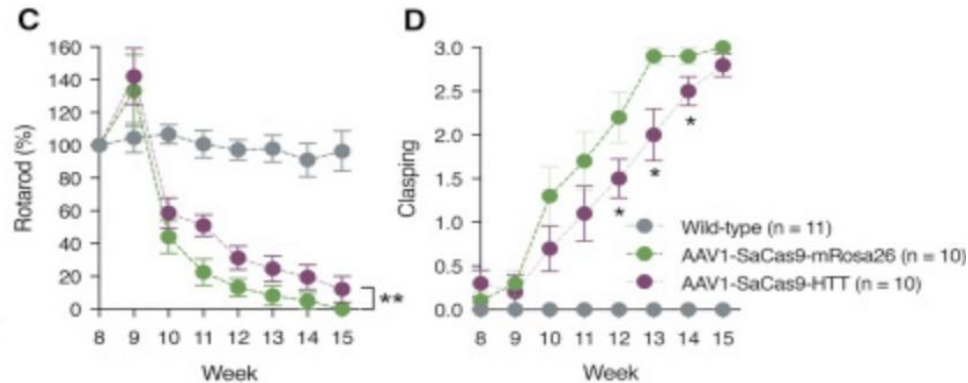 C
160
140
120
100
80
60
40
20
0
Rotarod (%)
8 9 10 11 12 13 14 15
Week
**
D
3.0
2.5
2.0
1.5
1.0
0.5
0.0
Clasping
*
*
*
Wild-type (n = 11)
AAV1-SaCas9-mRosa26 (n = 10)
AAV1-SaCas9-HTT (n = 10)
8 9 10 11 12 13 14 15
Week